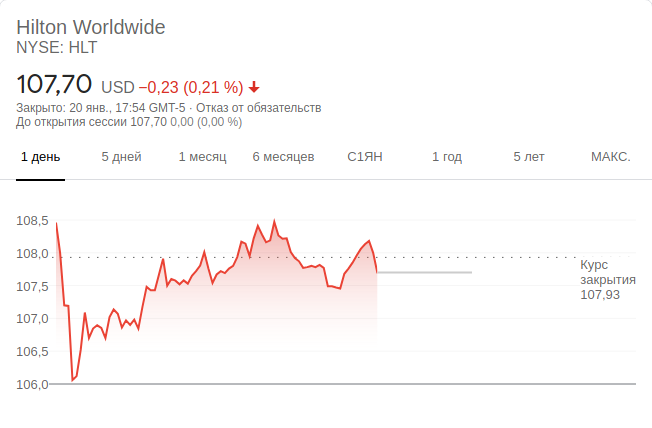 Hilton Worldwide
NYSE: HLT
107,70 USD −0,23 (0,21 %)
Закрыто: 20 янв., 17:54 GMT-5 · Отказ от обязательств
До открытия сессии 107,70 0,00 (0,00 %)
1 день 5 дней 1 месяц 6 месяцев С1ЯН 1 год 5 лет МАКС.
108,5
108,0
107,5
107,0
106,5
106,0
Курс
закрытия
107,93